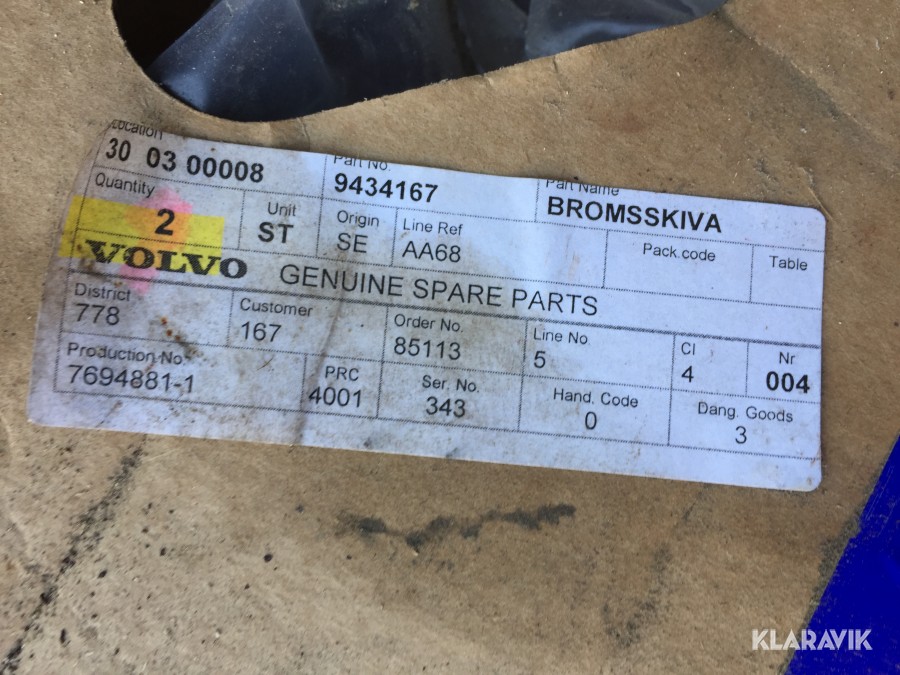 Location Part No. Part Name
30 03 00008 9434167 BROMSSKIVA
Quantity Unit Origin Line Ref Pack.code Table
2 ST SE AA68
VOLVO GENUINE SPARE PARTS
District Customer Order No. Line No. CI Nr
778 167 85113 5 4 004
Production No PRC Ser. No. Hand. Code Dang. Goods
7694881-1 4001 343 0 3
KLARAVIK